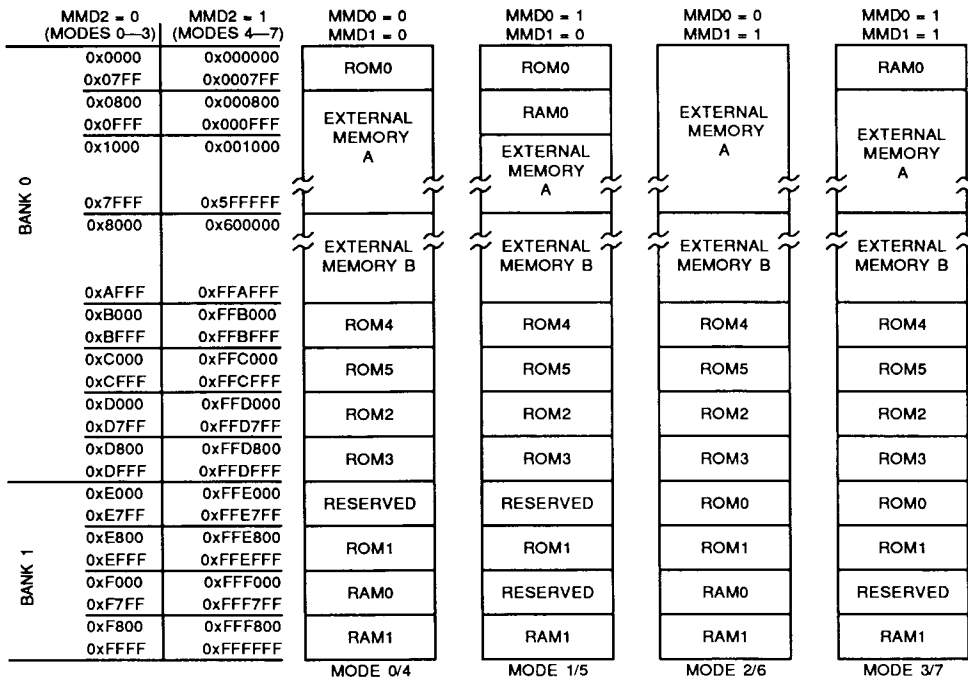 MMD2 = 0 MMD2 = 1 MMD0 = 0 MMD0 = 1 MMD0 = 0 MMD0 = 1
(MODES 0—3) (MODES 4—7) MMD1 = 0 MMD1 = 0 MMD1 = 1 MMD1 = 1
0x0000 0x000000
ROM0 ROM0 RAM0
0x07FF 0x0007FF
0x0800 0x000800
RAM0
0x0FFF 0x000FFF
0x1000 0x001000
EXTERNAL MEMORY A
EXTERNAL MEMORY A
EXTERNAL MEMORY A
EXTERNAL MEMORY A
BANK 0
0x7FFF 0x5FFFFF
0x8000 0x600000
EXTERNAL EXTERNAL EXTERNAL EXTERNAL
MEMORY B MEMORY B MEMORY B MEMORY B
0xAFFF 0xFFAFFF
0xB000 0xFFB000
ROM4 ROM4 ROM4 ROM4
0xBFFF 0xFFBFFF
0xC000 0xFFC000
ROM5 ROM5 ROM5 ROM5
0xCFFF 0xFFCFFF
0xD000 0xFFD000
ROM2 ROM2 ROM2 ROM2
0xD7FF 0xFFD7FF
0xD800 0xFFD800
ROM3 ROM3 ROM3 ROM3
0xDFFF 0xFFDFFF
0xE000 0xFFE000
RESERVED RESERVED ROM0 ROM0
0xE7FF 0xFFE7FF
0xE800 0xFFE800
ROM1 ROM1 ROM1 ROM1
0xEFFF 0xFFEFFF
BANK 1
0xF000 0xFFF000
RAM0 RESERVED RAM0 RESERVED
0xF7FF 0xFFF7FF
0xF800 0xFFF800
RAM1 RAM1 RAM1 RAM1
0xFFFF 0xFFFFFF
MODE 0/4 MODE 1/5 MODE 2/6 MODE 3/7